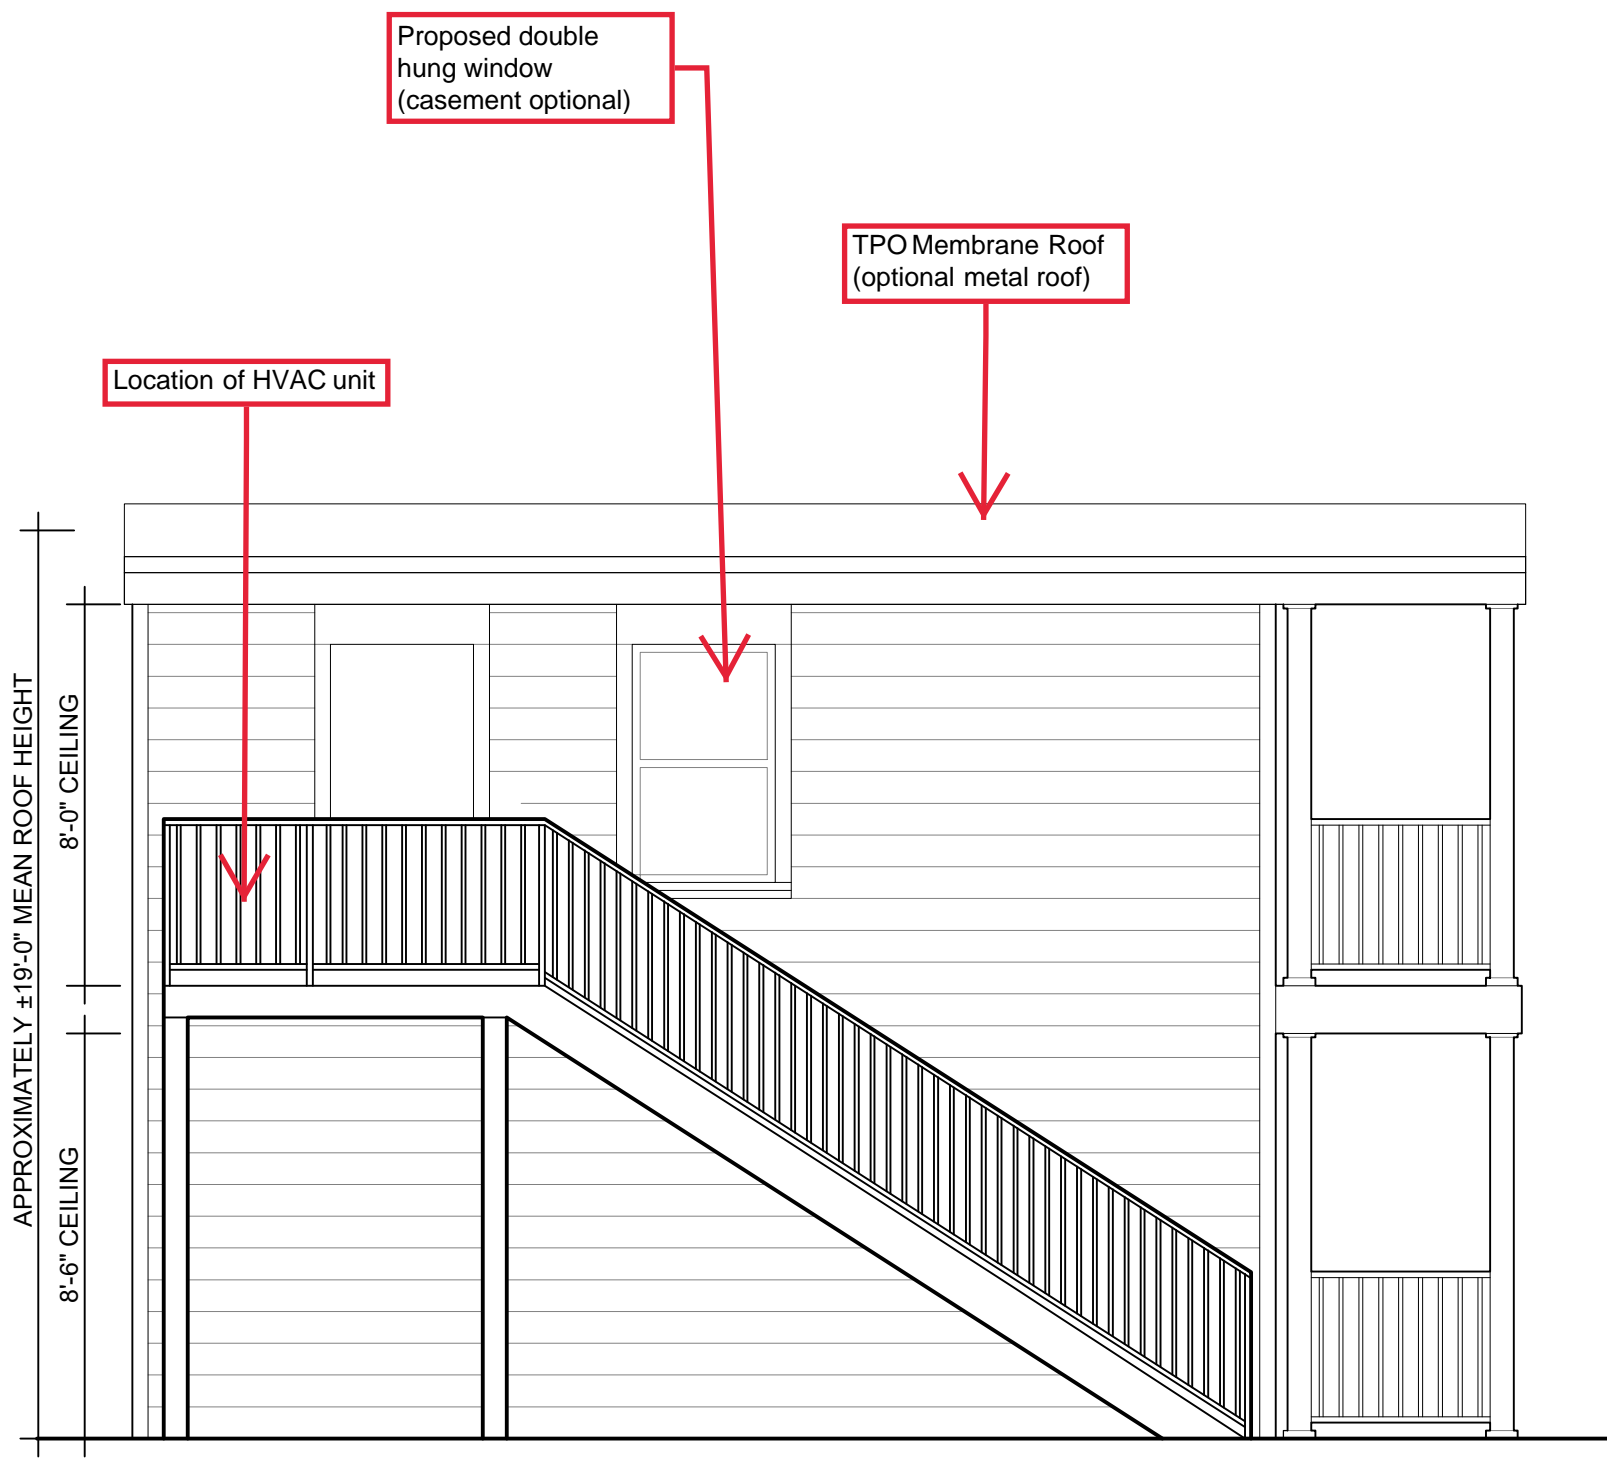 Proposed double
hung window
(casement optional)
TPO Membrane Roof
(optional metal roof)
Location of HVAC unit
APPROXIMATELY ±19'-0" MEAN ROOF HEIGHT
8'-0" CEILING
8'-6" CEILING